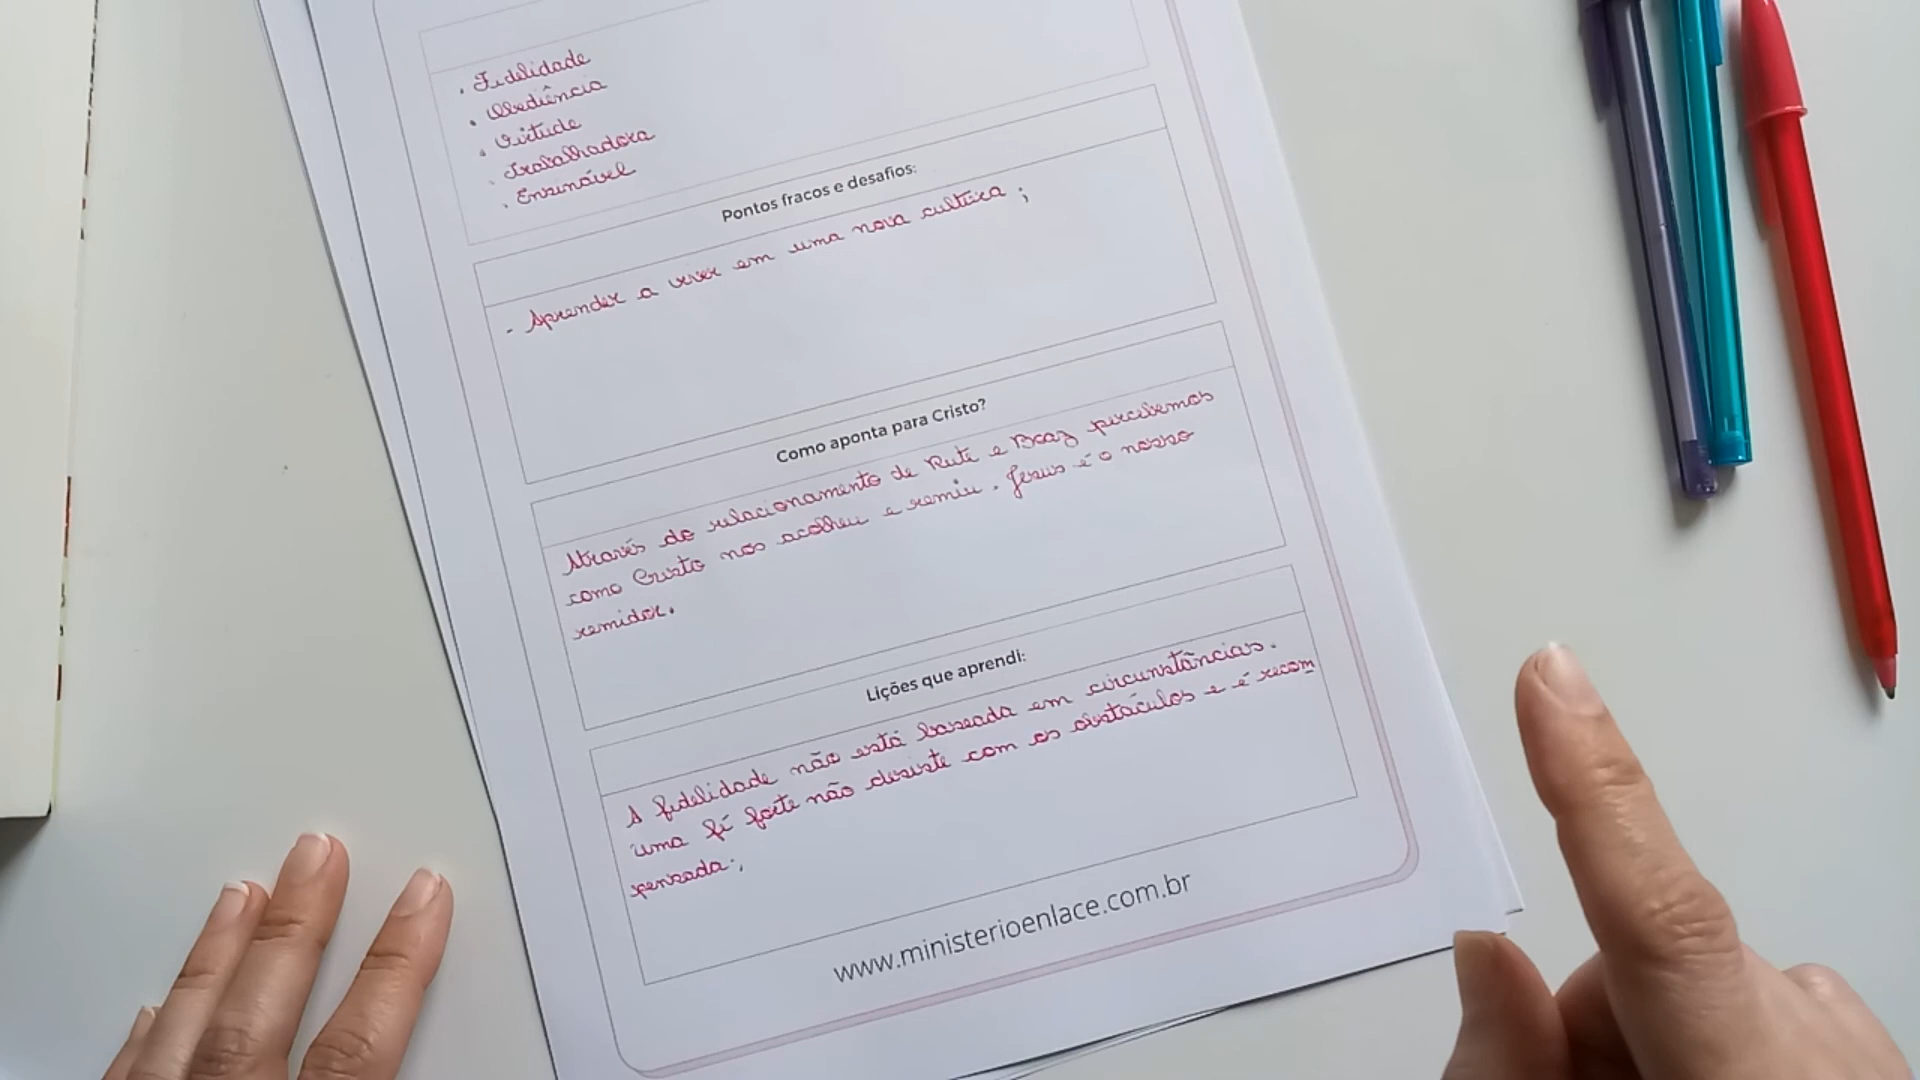 . Fidelidade
. Obediência
. Virtude
. Trabalhadora
. Ensinável
Pontos fracos e desafios:
- Aprender a viver em uma nova cultura ;
Como aponta para Cristo?
Através do relacionamento de Rute e Boaz percebemos
como Cristo nos acolheu e remiu . Jesus é o nosso
remidor.
Lições que aprendi:
A fidelidade não está baseada em circunstâncias.
uma fé forte não desiste com os obstáculos e é recom
pensada ;
www.ministerioenlace.com.br